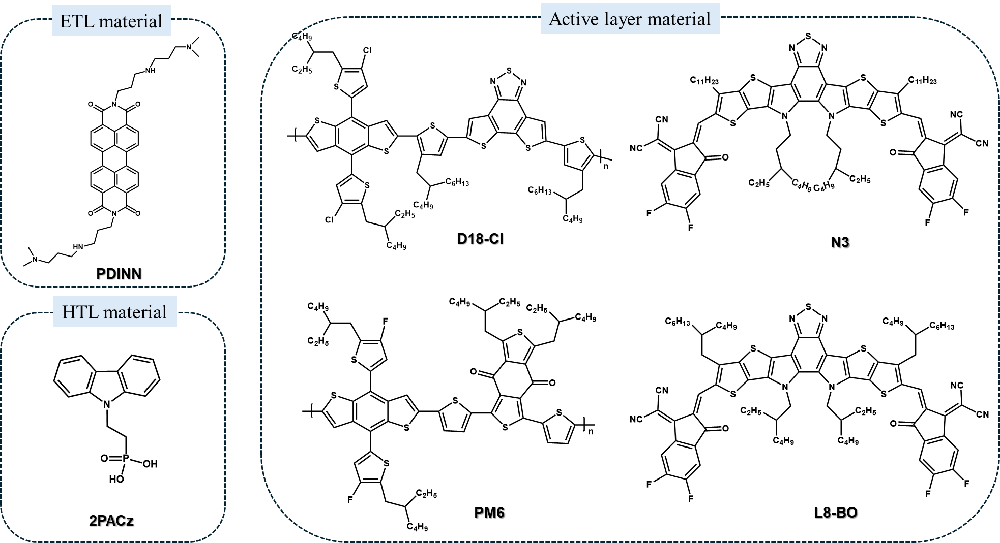 ETL material
N
NH
O
N
O
O
N
O
HN
N
PDINN
HTL material
N
O
P
OH
HO
2PACz
Active layer material
C₄H₉
Cl
C₂H₅
S
S
S
N
S
N
S
S
S
S
n
S
Cl
C₆H₁₃
C₄H₉
C₂H₅
C₄H₉
C₆H₁₃
C₄H₉
D18-Cl
S
N
N
C₁₁H₂₃
S
S
C₁₁H₂₃
S
N
N
S
CN
NC
O
NC
CN
O
C₂H₅
C₄H₉
C₄H₉
C₂H₅
F
F
F
F
N3
C₄H₉
C₂H₅
F
S
C₄H₉
C₂H₅
C₂H₅
C₄H₉
S
O
O
S
S
S
S
S
n
S
F
C₂H₅
C₄H₉
PM6
S
N
N
C₆H₁₃
C₄H₉
C₄H₉
C₆H₁₃
S
S
S
N
N
S
CN
NC
O
NC
CN
O
C₂H₅
C₄H₉
C₂H₅
C₄H₉
F
F
F
F
L8-BO